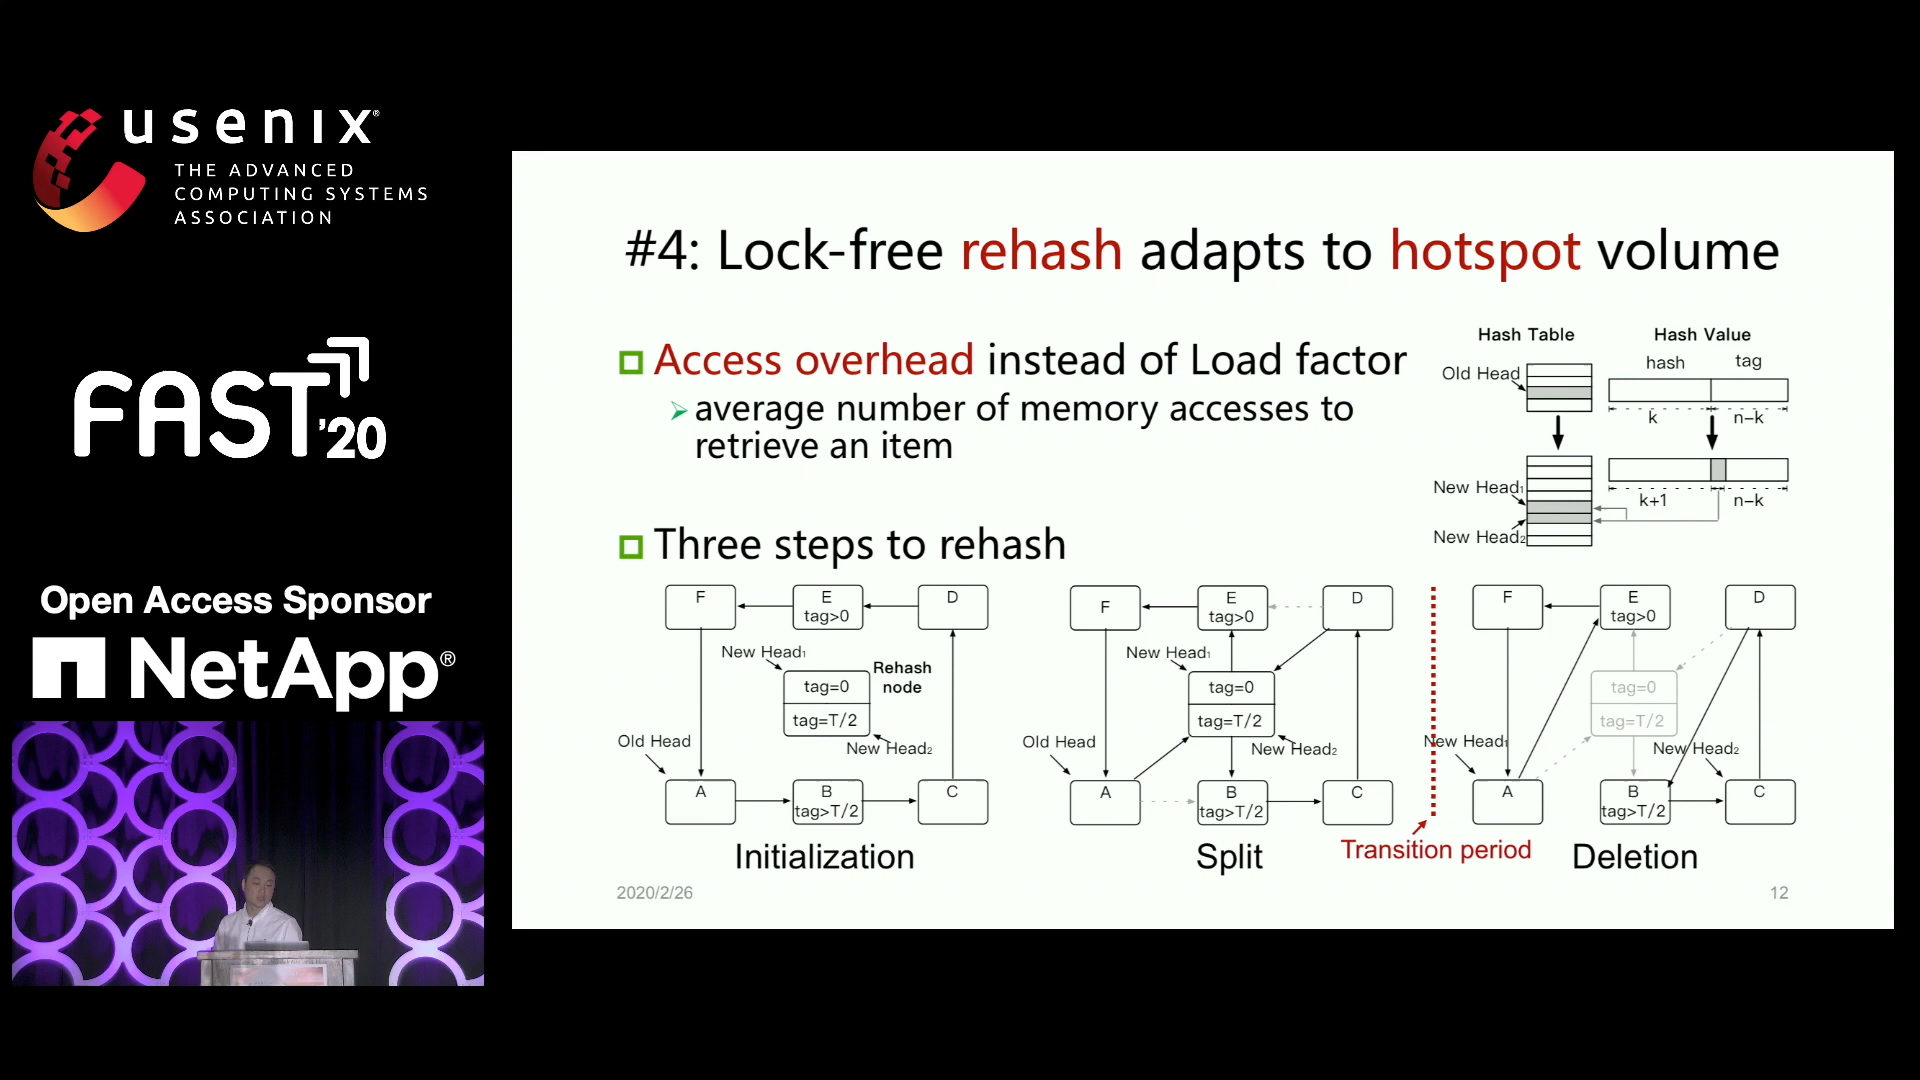 usenix®
THE ADVANCED
COMPUTING SYSTEMS
ASSOCIATION
FAST '20
Open Access Sponsor
NetApp®
#4: Lock-free rehash adapts to hotspot volume
Access overhead instead of Load factor
average number of memory accesses to
retrieve an item
Three steps to rehash
Hash Table
Hash Value
hash
tag
Old Head
k
n–k
New Head1
k+1
n–k
New Head2
F
E
tag>0
D
New Head1
Rehash
node
tag=0
tag=T/2
Old Head
New Head2
A
B
tag>T/2
C
Initialization
F
E
tag>0
D
New Head1
tag=0
tag=T/2
Old Head
New Head2
A
B
tag>T/2
C
Split
Transition period
F
E
tag>0
D
tag=0
tag=T/2
New Head1
New Head2
A
B
tag>T/2
C
Deletion
2020/2/26
12